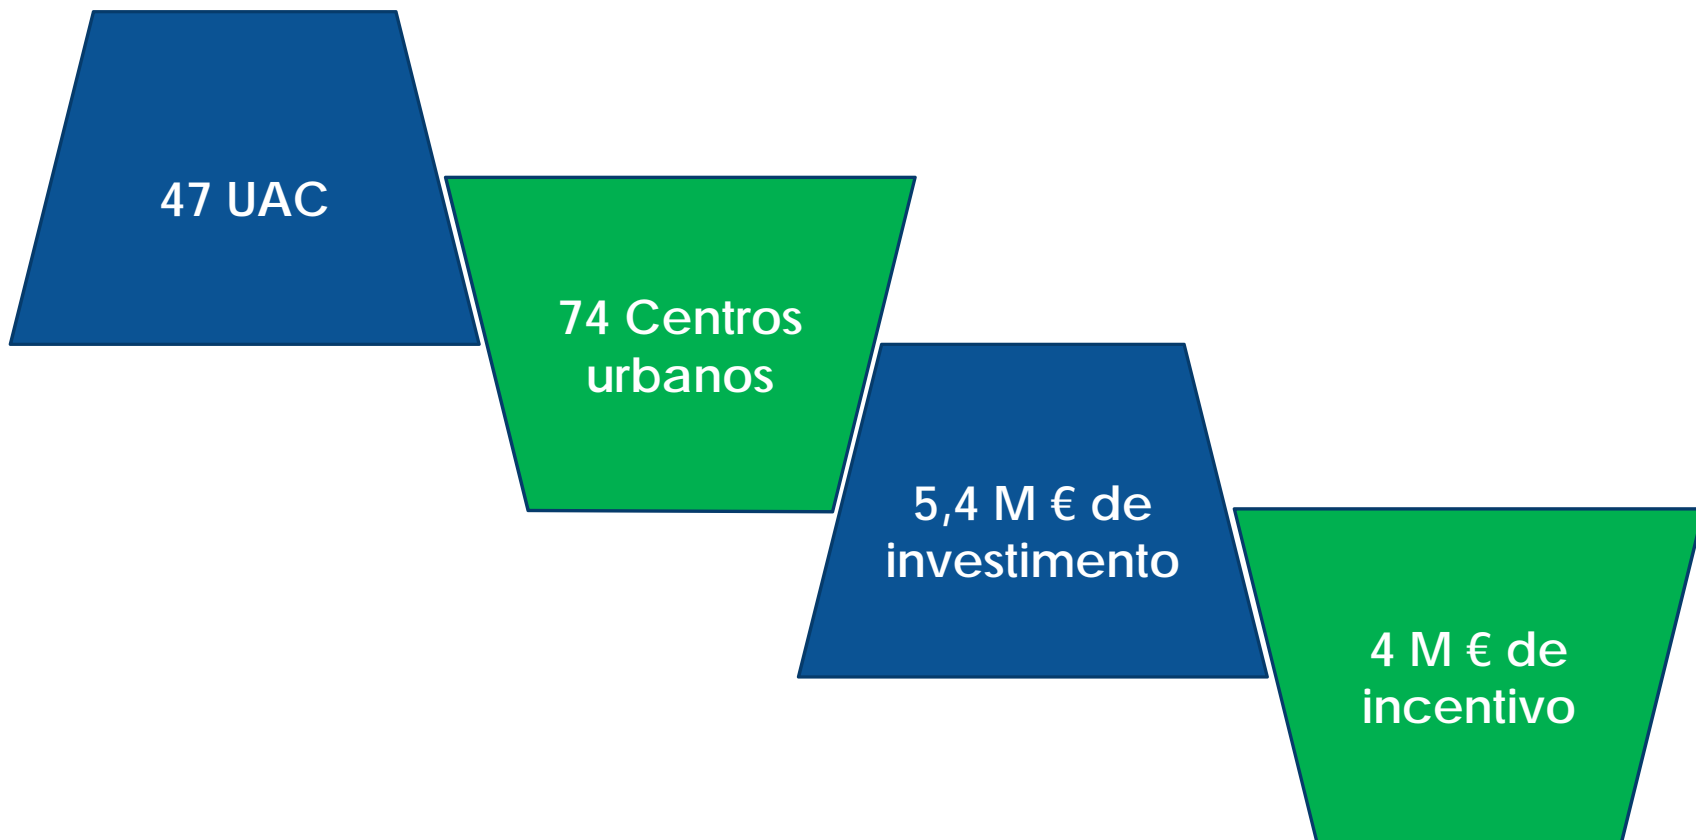 47 UAC
74 Centros
urbanos
5,4 M € de
investimento
4 M € de
incentivo